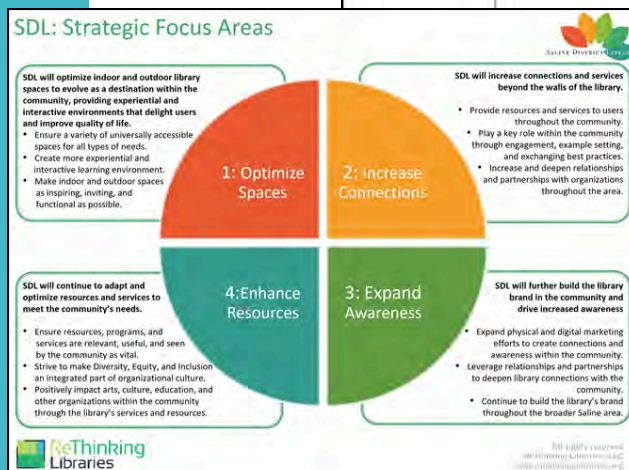 SDL: Strategic Focus Areas
SALINE DISTRICT
SDL will optimize indoor and outdoor library
spaces to evolve as a destination within the
community, providing experiential and
interactive environments that delight users
and improve quality of life.
• Ensure a variety of universally accessible
spaces for all types of needs.
• Create more experiential and
interactive learning environment.
• Make indoor and outdoor spaces
as inspiring, inviting, and
functional as possible.
SDL will increase connections and services
beyond the walls of the library.
• Provide resources and services to users
throughout the community.
• Play a key role within the community
through engagement, example setting,
and exchanging best practices.
• Increase and deepen relationships
and partnerships with organizations
throughout the area.
1: Optimize
Spaces
2: Increase
Connections
4:Enhance
Resources
3: Expand
Awareness
SDL will continue to adapt and
optimize resources and services to
meet the community's needs.
• Ensure resources, programs, and
services are relevant, useful, and seen
by the community as vital.
• Strive to make Diversity, Equity, and Inclusion
an integrated part of organizational culture.
• Positively impact arts, culture, education, and
other organizations within the community
through the library's services and resources.
SDL will further build the library
brand in the community and
drive increased awareness
• Expand physical and digital marketing
efforts to create connections and
awareness within the community.
• Leverage relationships and partnerships
to deepen library connections with the
community.
• Continue to build the library's brand
throughout the broader Saline area.
ReThinking
Libraries
All rights reserved